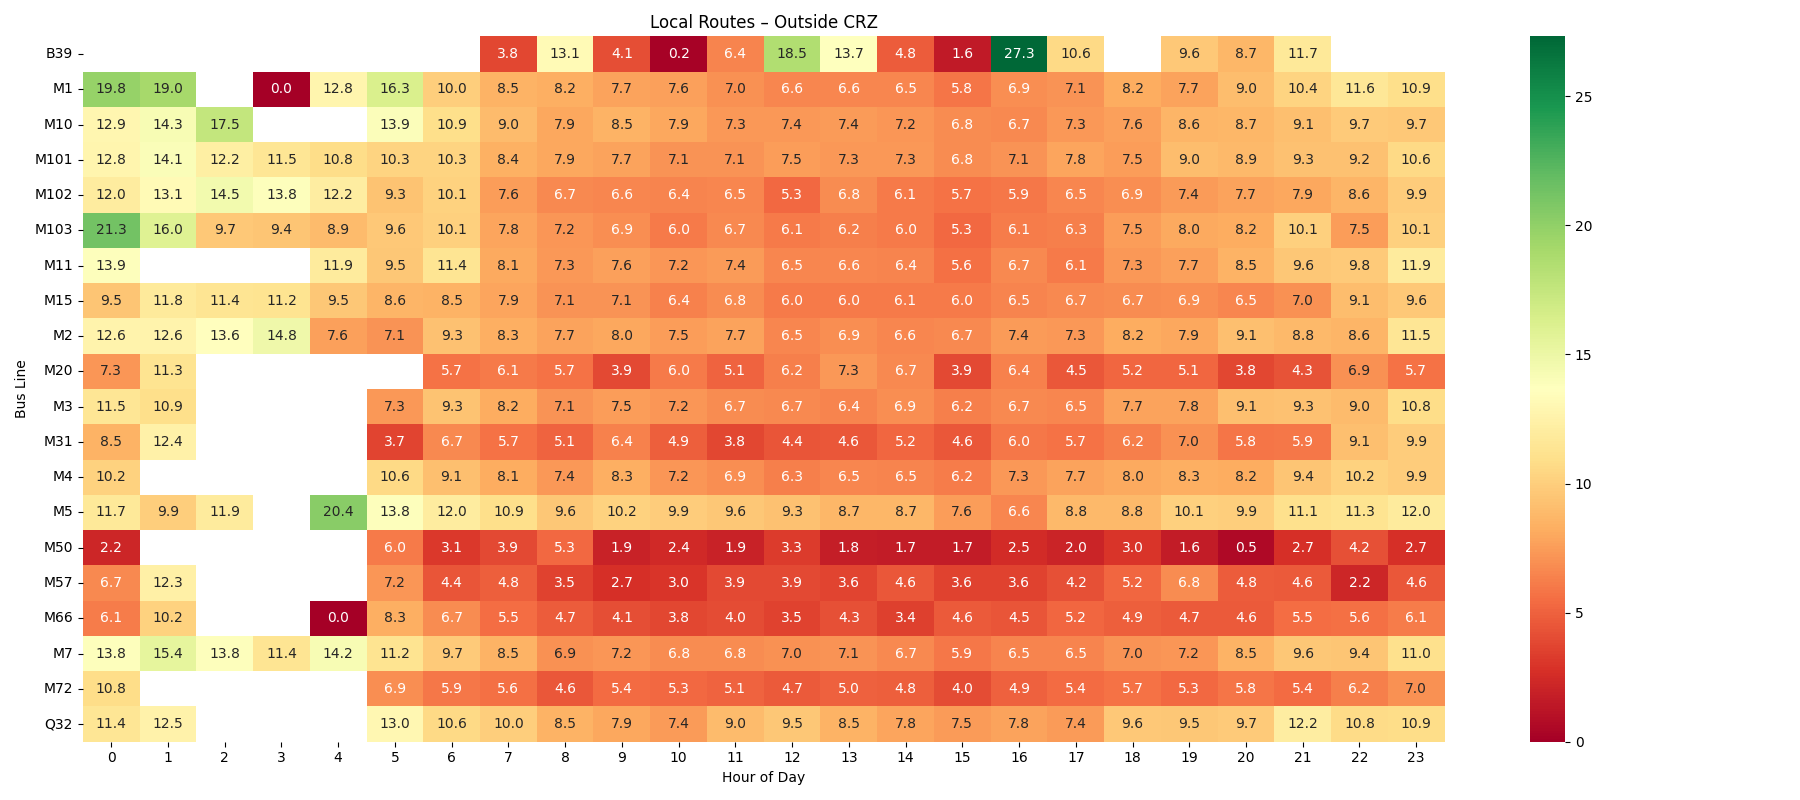 Local Routes – Outside CRZ
B39 3.8 13.1 4.1 0.2 6.4 18.5 13.7 4.8 1.6 27.3 10.6 9.6 8.7 11.7
M1 19.8 19.0 0.0 12.8 16.3 10.0 8.5 8.2 7.7 7.6 7.0 6.6 6.6 6.5 5.8 6.9 7.1 8.2 7.7 9.0 10.4 11.6 10.9
M10 12.9 14.3 17.5 13.9 10.9 9.0 7.9 8.5 7.9 7.3 7.4 7.4 7.2 6.8 6.7 7.3 7.6 8.6 8.7 9.1 9.7 9.7
M101 12.8 14.1 12.2 11.5 10.8 10.3 10.3 8.4 7.9 7.7 7.1 7.1 7.5 7.3 7.3 6.8 7.1 7.8 7.5 9.0 8.9 9.3 9.2 10.6
M102 12.0 13.1 14.5 13.8 12.2 9.3 10.1 7.6 6.7 6.6 6.4 6.5 5.3 6.8 6.1 5.7 5.9 6.5 6.9 7.4 7.7 7.9 8.6 9.9
M103 21.3 16.0 9.7 9.4 8.9 9.6 10.1 7.8 7.2 6.9 6.0 6.7 6.1 6.2 6.0 5.3 6.1 6.3 7.5 8.0 8.2 10.1 7.5 10.1
M11 13.9 11.9 9.5 11.4 8.1 7.3 7.6 7.2 7.4 6.5 6.6 6.4 5.6 6.7 6.1 7.3 7.7 8.5 9.6 9.8 11.9
M15 9.5 11.8 11.4 11.2 9.5 8.6 8.5 7.9 7.1 7.1 6.4 6.8 6.0 6.0 6.1 6.0 6.5 6.7 6.7 6.9 6.5 7.0 9.1 9.6
M2 12.6 12.6 13.6 14.8 7.6 7.1 9.3 8.3 7.7 8.0 7.5 7.7 6.5 6.9 6.6 6.7 7.4 7.3 8.2 7.9 9.1 8.8 8.6 11.5
M20 7.3 11.3 5.7 6.1 5.7 3.9 6.0 5.1 6.2 7.3 6.7 3.9 6.4 4.5 5.2 5.1 3.8 4.3 6.9 5.7
M3 11.5 10.9 7.3 9.3 8.2 7.1 7.5 7.2 6.7 6.7 6.4 6.9 6.2 6.7 6.5 7.7 7.8 9.1 9.3 9.0 10.8
M31 8.5 12.4 3.7 6.7 5.7 5.1 6.4 4.9 3.8 4.4 4.6 5.2 4.6 6.0 5.7 6.2 7.0 5.8 5.9 9.1 9.9
M4 10.2 10.6 9.1 8.1 7.4 8.3 7.2 6.9 6.3 6.5 6.5 6.2 7.3 7.7 8.0 8.3 8.2 9.4 10.2 9.9
M5 11.7 9.9 11.9 20.4 13.8 12.0 10.9 9.6 10.2 9.9 9.6 9.3 8.7 8.7 7.6 6.6 8.8 8.8 10.1 9.9 11.1 11.3 12.0
M50 2.2 6.0 3.1 3.9 5.3 1.9 2.4 1.9 3.3 1.8 1.7 1.7 2.5 2.0 3.0 1.6 0.5 2.7 4.2 2.7
M57 6.7 12.3 7.2 4.4 4.8 3.5 2.7 3.0 3.9 3.9 3.6 4.6 3.6 3.6 4.2 5.2 6.8 4.8 4.6 2.2 4.6
M66 6.1 10.2 0.0 8.3 6.7 5.5 4.7 4.1 3.8 4.0 3.5 4.3 3.4 4.6 4.5 5.2 4.9 4.7 4.6 5.5 5.6 6.1
M7 13.8 15.4 13.8 11.4 14.2 11.2 9.7 8.5 6.9 7.2 6.8 6.8 7.0 7.1 6.7 5.9 6.5 6.5 7.0 7.2 8.5 9.6 9.4 11.0
M72 10.8 6.9 5.9 5.6 4.6 5.4 5.3 5.1 4.7 5.0 4.8 4.0 4.9 5.4 5.7 5.3 5.8 5.4 6.2 7.0
Q32 11.4 12.5 13.0 10.6 10.0 8.5 7.9 7.4 9.0 9.5 8.5 7.8 7.5 7.8 7.4 9.6 9.5 9.7 12.2 10.8 10.9
0 1 2 3 4 5 6 7 8 9 10 11 12 13 14 15 16 17 18 19 20 21 22 23
Hour of Day
Bus Line
25
20
15
10
5
0